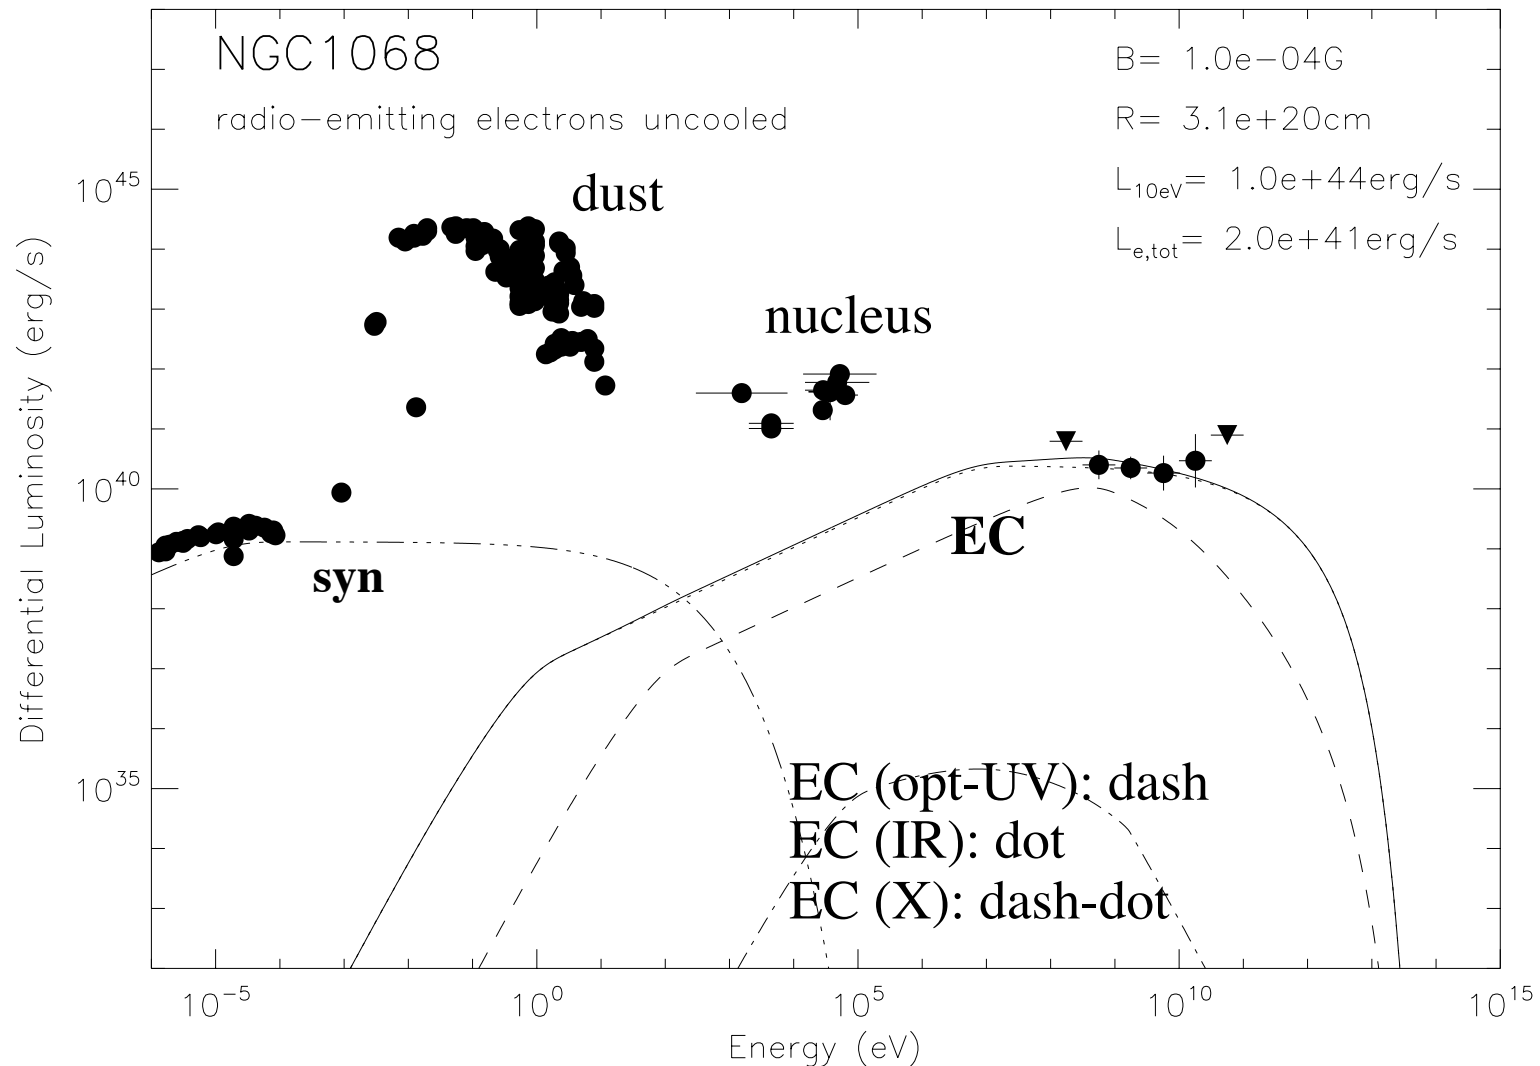 NGC1068
radio-emitting electrons uncooled
B= 1.0e-04G
R= 3.1e+20cm
L10eV= 1.0e+44erg/s
Le,tot= 2.0e+41erg/s
dust
nucleus
EC
syn
EC (opt-UV): dash
EC (IR): dot
EC (X): dash-dot
Differential Luminosity (erg/s)
10^45
10^40
10^35
10^-5 10^0 10^5 10^10 10^15
Energy (eV)